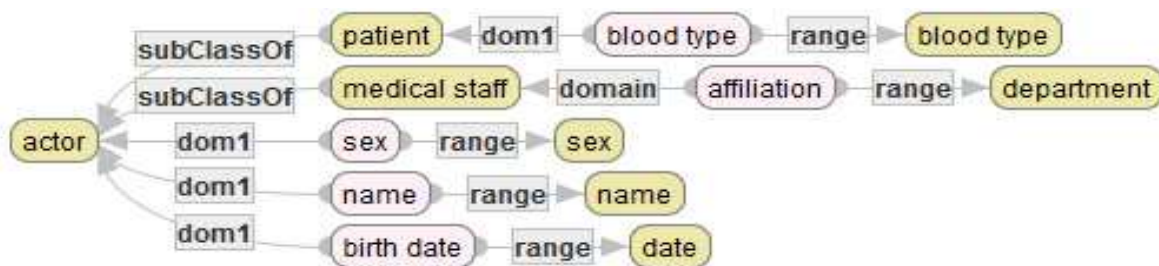 subClassOf patient dom1 blood type range blood type
subClassOf medical staff domain affiliation range department
actor dom1 sex range sex
dom1 name range name
dom1 birth date range date